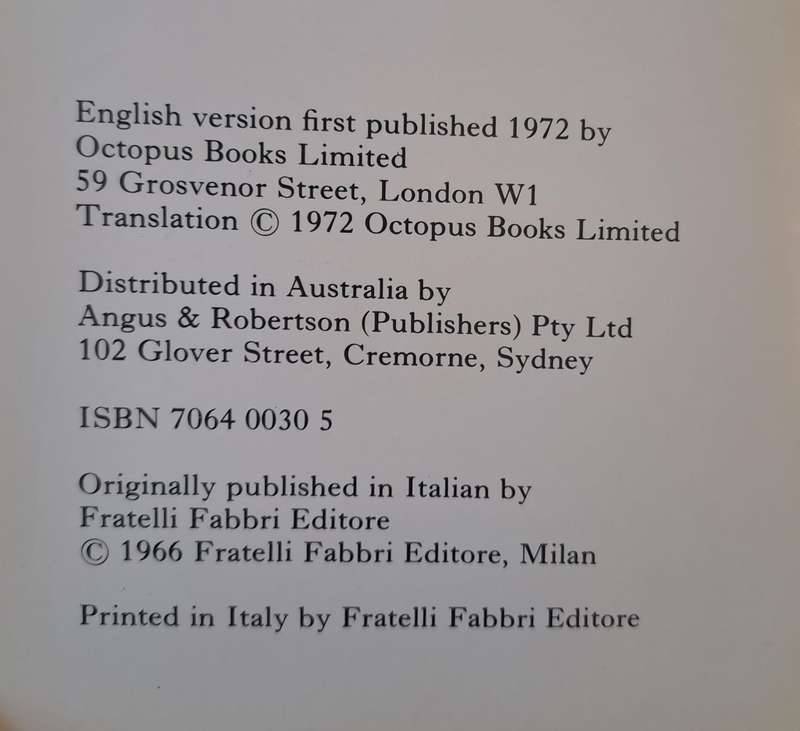 English version first published 1972 by
Octopus Books Limited
59 Grosvenor Street, London W1
Translation © 1972 Octopus Books Limited
Distributed in Australia by
Angus & Robertson (Publishers) Pty Ltd
102 Glover Street, Cremorne, Sydney
ISBN 7064 0030 5
Originally published in Italian by
Fratelli Fabbri Editore
© 1966 Fratelli Fabbri Editore, Milan
Printed in Italy by Fratelli Fabbri Editore